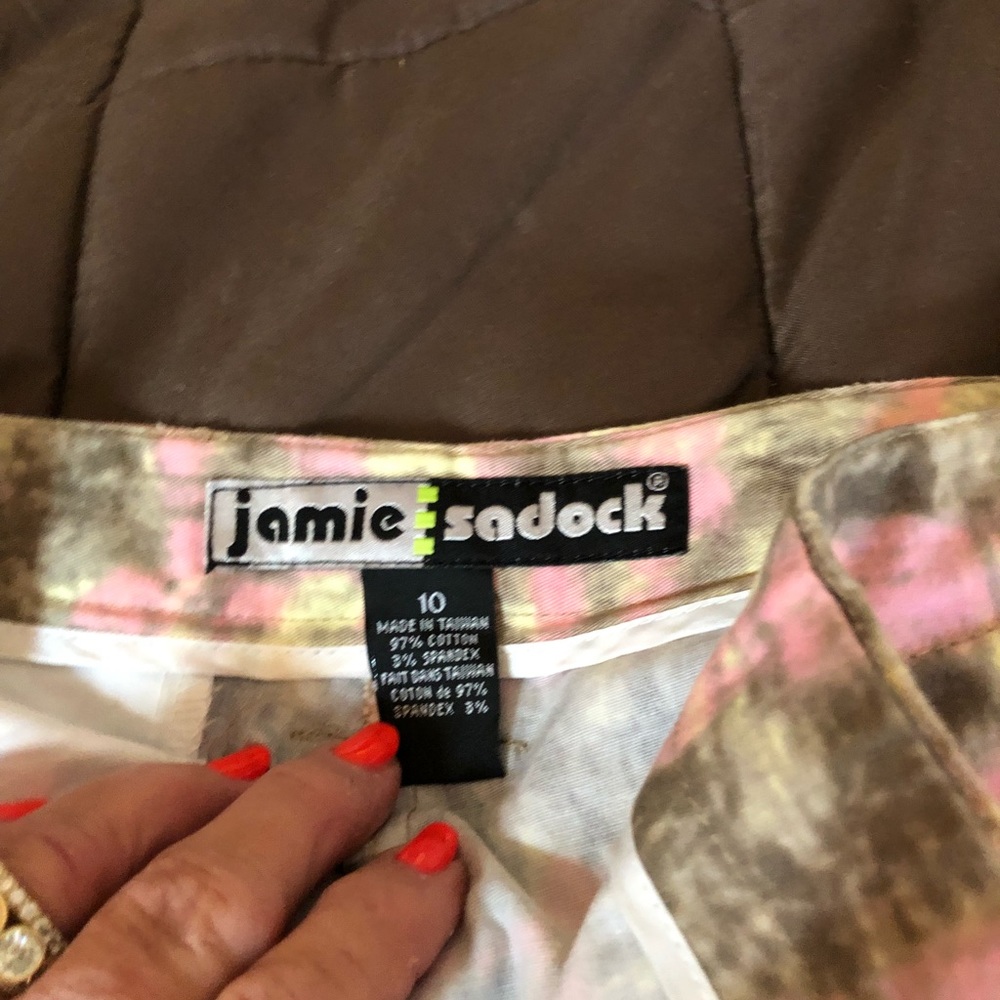 jamie sadock®
10
MADE IN TAIWAN
97% COTTON
3% SPANDEX
FAIT DANS TAIWAN
COTON de 97%
SPANDEX 3%